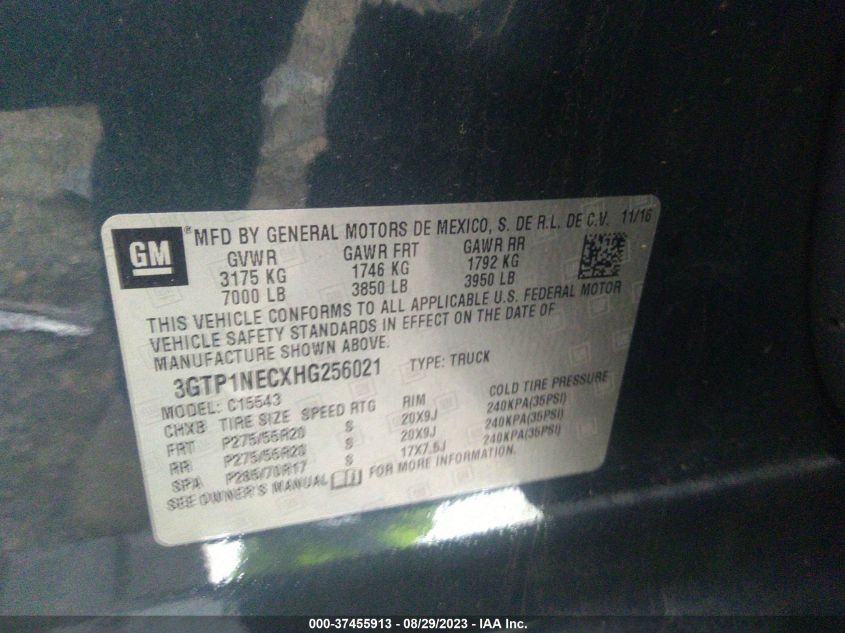 GM
® MFD BY GENERAL MOTORS DE MEXICO, S. DE R.L. DE C.V. 11/16
GVWR GAWR FRT GAWR RR
3175 KG 1746 KG 1792 KG
7000 LB 3850 LB 3950 LB
THIS VEHICLE CONFORMS TO ALL APPLICABLE U.S. FEDERAL MOTOR
VEHICLE SAFETY STANDARDS IN EFFECT ON THE DATE OF
MANUFACTURE SHOWN ABOVE.
3GTP1NECXHG256021 TYPE: TRUCK
MODEL: C15543
CHXB TIRE SIZE SPEED RTG RIM COLD TIRE PRESSURE
FRT P275/55R20 S 20X9J 240KPA(35PSI)
RR P275/55R20 S 20X9J 240KPA(35PSI)
SPA P265/70R17 S 17X7.5J 240KPA(35PSI)
SEE OWNER'S MANUAL FOR MORE INFORMATION.
000-37455913 - 08/29/2023 - IAA Inc.